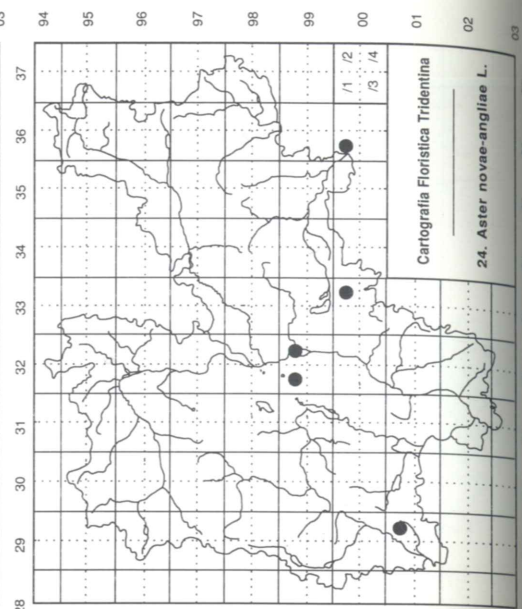 94 95 96 97 98 99 00 01 02 03
28 29 30 31 32 33 34 35 36 37
/1 /2
/3 /4
Cartografia Floristica Tridentina
24. Aster novae-angliae L.
03